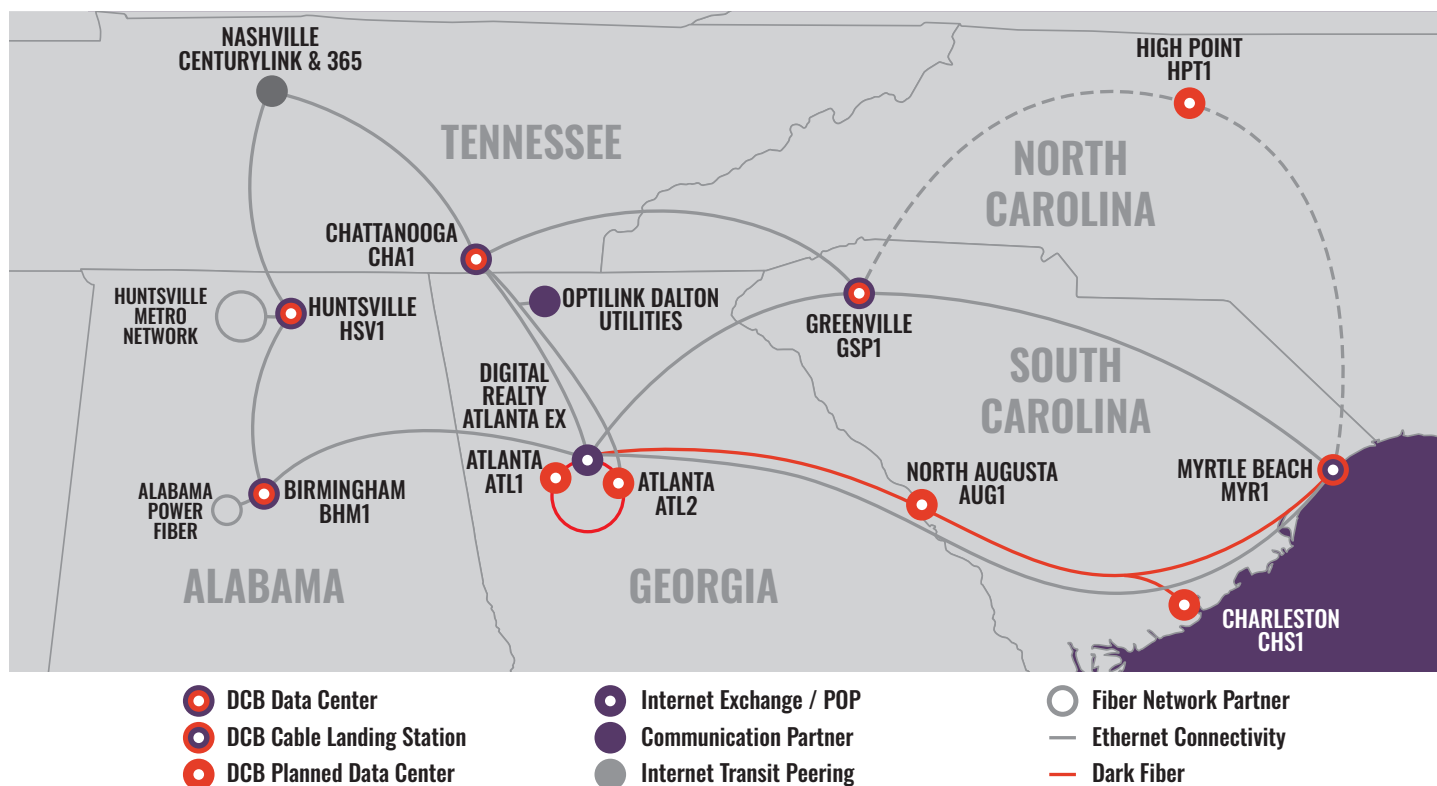 NASHVILLE
CENTURYLINK & 365
HIGH POINT
HPT1
TENNESSEE
NORTH
CAROLINA
CHATTANOOGA
CHA1
HUNTSVILLE
METRO
NETWORK
HUNTSVILLE
HSV1
OPTILINK DALTON
UTILITIES
GREENVILLE
GSP1
SOUTH
CAROLINA
DIGITAL
REALTY
ATLANTA EX
ATLANTA
ATL1
ATLANTA
ATL2
NORTH AUGUSTA
AUG1
MYRTLE BEACH
MYR1
ALABAMA
POWER
FIBER
BIRMINGHAM
BHM1
ALABAMA
GEORGIA
CHARLESTON
CHS1
DCB Data Center
DCB Cable Landing Station
DCB Planned Data Center
Internet Exchange / POP
Communication Partner
Internet Transit Peering
Fiber Network Partner
Ethernet Connectivity
Dark Fiber